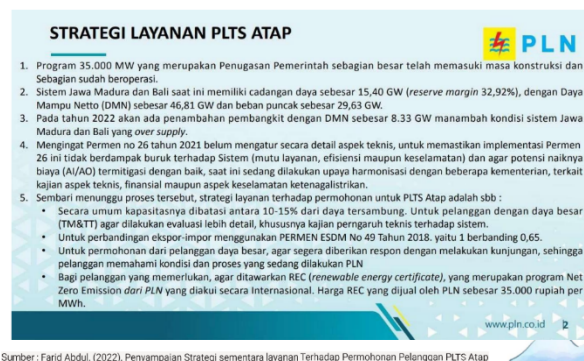 STRATEGI LAYANAN PLTS ATAP
PLN
1. Program 35.000 MW yang merupakan Penugasan Pemerintah sebagian besar telah memasuki masa konstruksi dan
Sebagian sudah beroperasi.
2. Sistem Jawa Madura dan Bali saat ini memiliki cadangan daya sebesar 15,40 GW (reserve margin 32,92%), dengan Daya
Mampu Netto (DMN) sebesar 46,81 GW dan beban puncak sebesar 29,63 GW.
3. Pada tahun 2022 akan ada penambahan pembangkit dengan DMN sebesar 8.33 GW manambah kondisi sistem Jawa
Madura dan Bali yang over supply.
4. Mengingat Permen no 26 tahun 2021 belum mengatur secara detail aspek teknis, untuk memastikan implementasi Permen
26 ini tidak berdampak buruk terhadap Sistem (mutu layanan, efisiensi maupun keselamatan) dan agar potensi naiknya
biaya (AI/AO) termitigasi dengan baik, saat ini sedang dilakukan upaya harmonisasi dengan beberapa kementerian, terkait
kajian aspek teknis, finansial maupun aspek keselamatan ketenagalistrikan.
5. Sembari menunggu proses tersebut, strategi layanan terhadap permohonan untuk PLTS Atap adalah sbb :
• Secara umum kapasitasnya dibatasi antara 10-15% dari daya tersambung. Untuk pelanggan dengan daya besar
(TM&TT) agar dilakukan evaluasi lebih detail, khususnya kajian perngaruh teknis terhadap sistem.
• Untuk perbandingan ekspor-impor menggunakan PERMEN ESDM No 49 Tahun 2018. yaitu 1 berbanding 0,65.
• Untuk permohonan dari pelanggan daya besar, agar segera diberikan respon dengan melakukan kunjungan, sehingga
pelanggan memahami kondisi dan proses yang sedang dilakukan PLN
• Bagi pelanggan yang memerlukan, agar ditawarkan REC (renewable energy certificate), yang merupakan program Net
Zero Emission dari PLN yang diakui secara Internasional. Harga REC yang dijual oleh PLN sebesar 35.000 rupiah per
MWh.
www.pln.co.id 2
Sumber : Farid Abdul. (2022). Penyampaian Strategi sementara layanan Terhadap Permohonan Pelanggan PLTS Atap